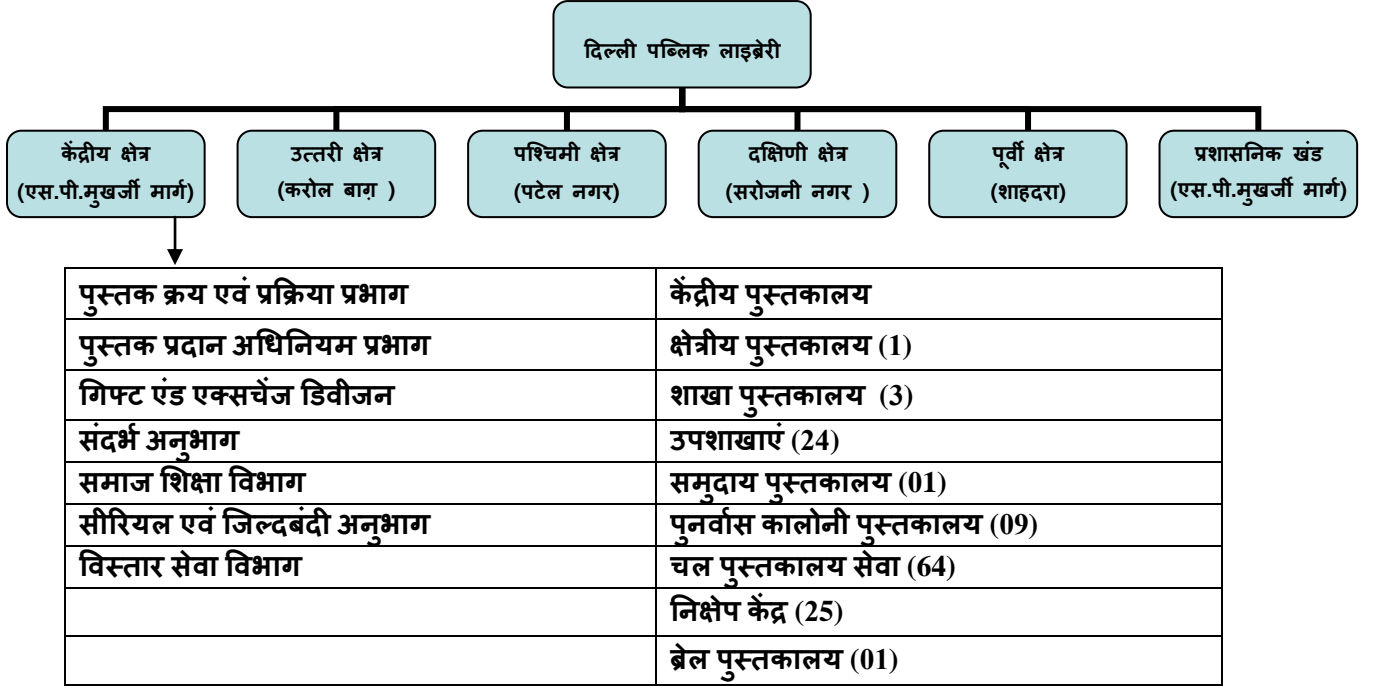 दिल्ली पब्लिक लाइब्रेरी
केंद्रीय क्षेत्र
(एस.पी.मुखर्जी मार्ग)
उत्तरी क्षेत्र
(करोल बाग़ )
पश्चिमी क्षेत्र
(पटेल नगर)
दक्षिणी क्षेत्र
(सरोजनी नगर )
पूर्वी क्षेत्र
(शाहदरा)
प्रशासनिक खंड
(एस.पी.मुखर्जी मार्ग)
पुस्तक क्रय एवं प्रक्रिया प्रभाग
केंद्रीय पुस्तकालय
पुस्तक प्रदान अधिनियम प्रभाग
क्षेत्रीय पुस्तकालय (1)
गिफ्ट एंड एक्सचेंज डिवीजन
शाखा पुस्तकालय (3)
संदर्भ अनुभाग
उपशाखाएं (24)
समाज शिक्षा विभाग
समुदाय पुस्तकालय (01)
सीरियल एवं जिल्दबंदी अनुभाग
पुनर्वास कालोनी पुस्तकालय (09)
विस्तार सेवा विभाग
चल पुस्तकालय सेवा (64)
निक्षेप केंद्र (25)
ब्रेल पुस्तकालय (01)